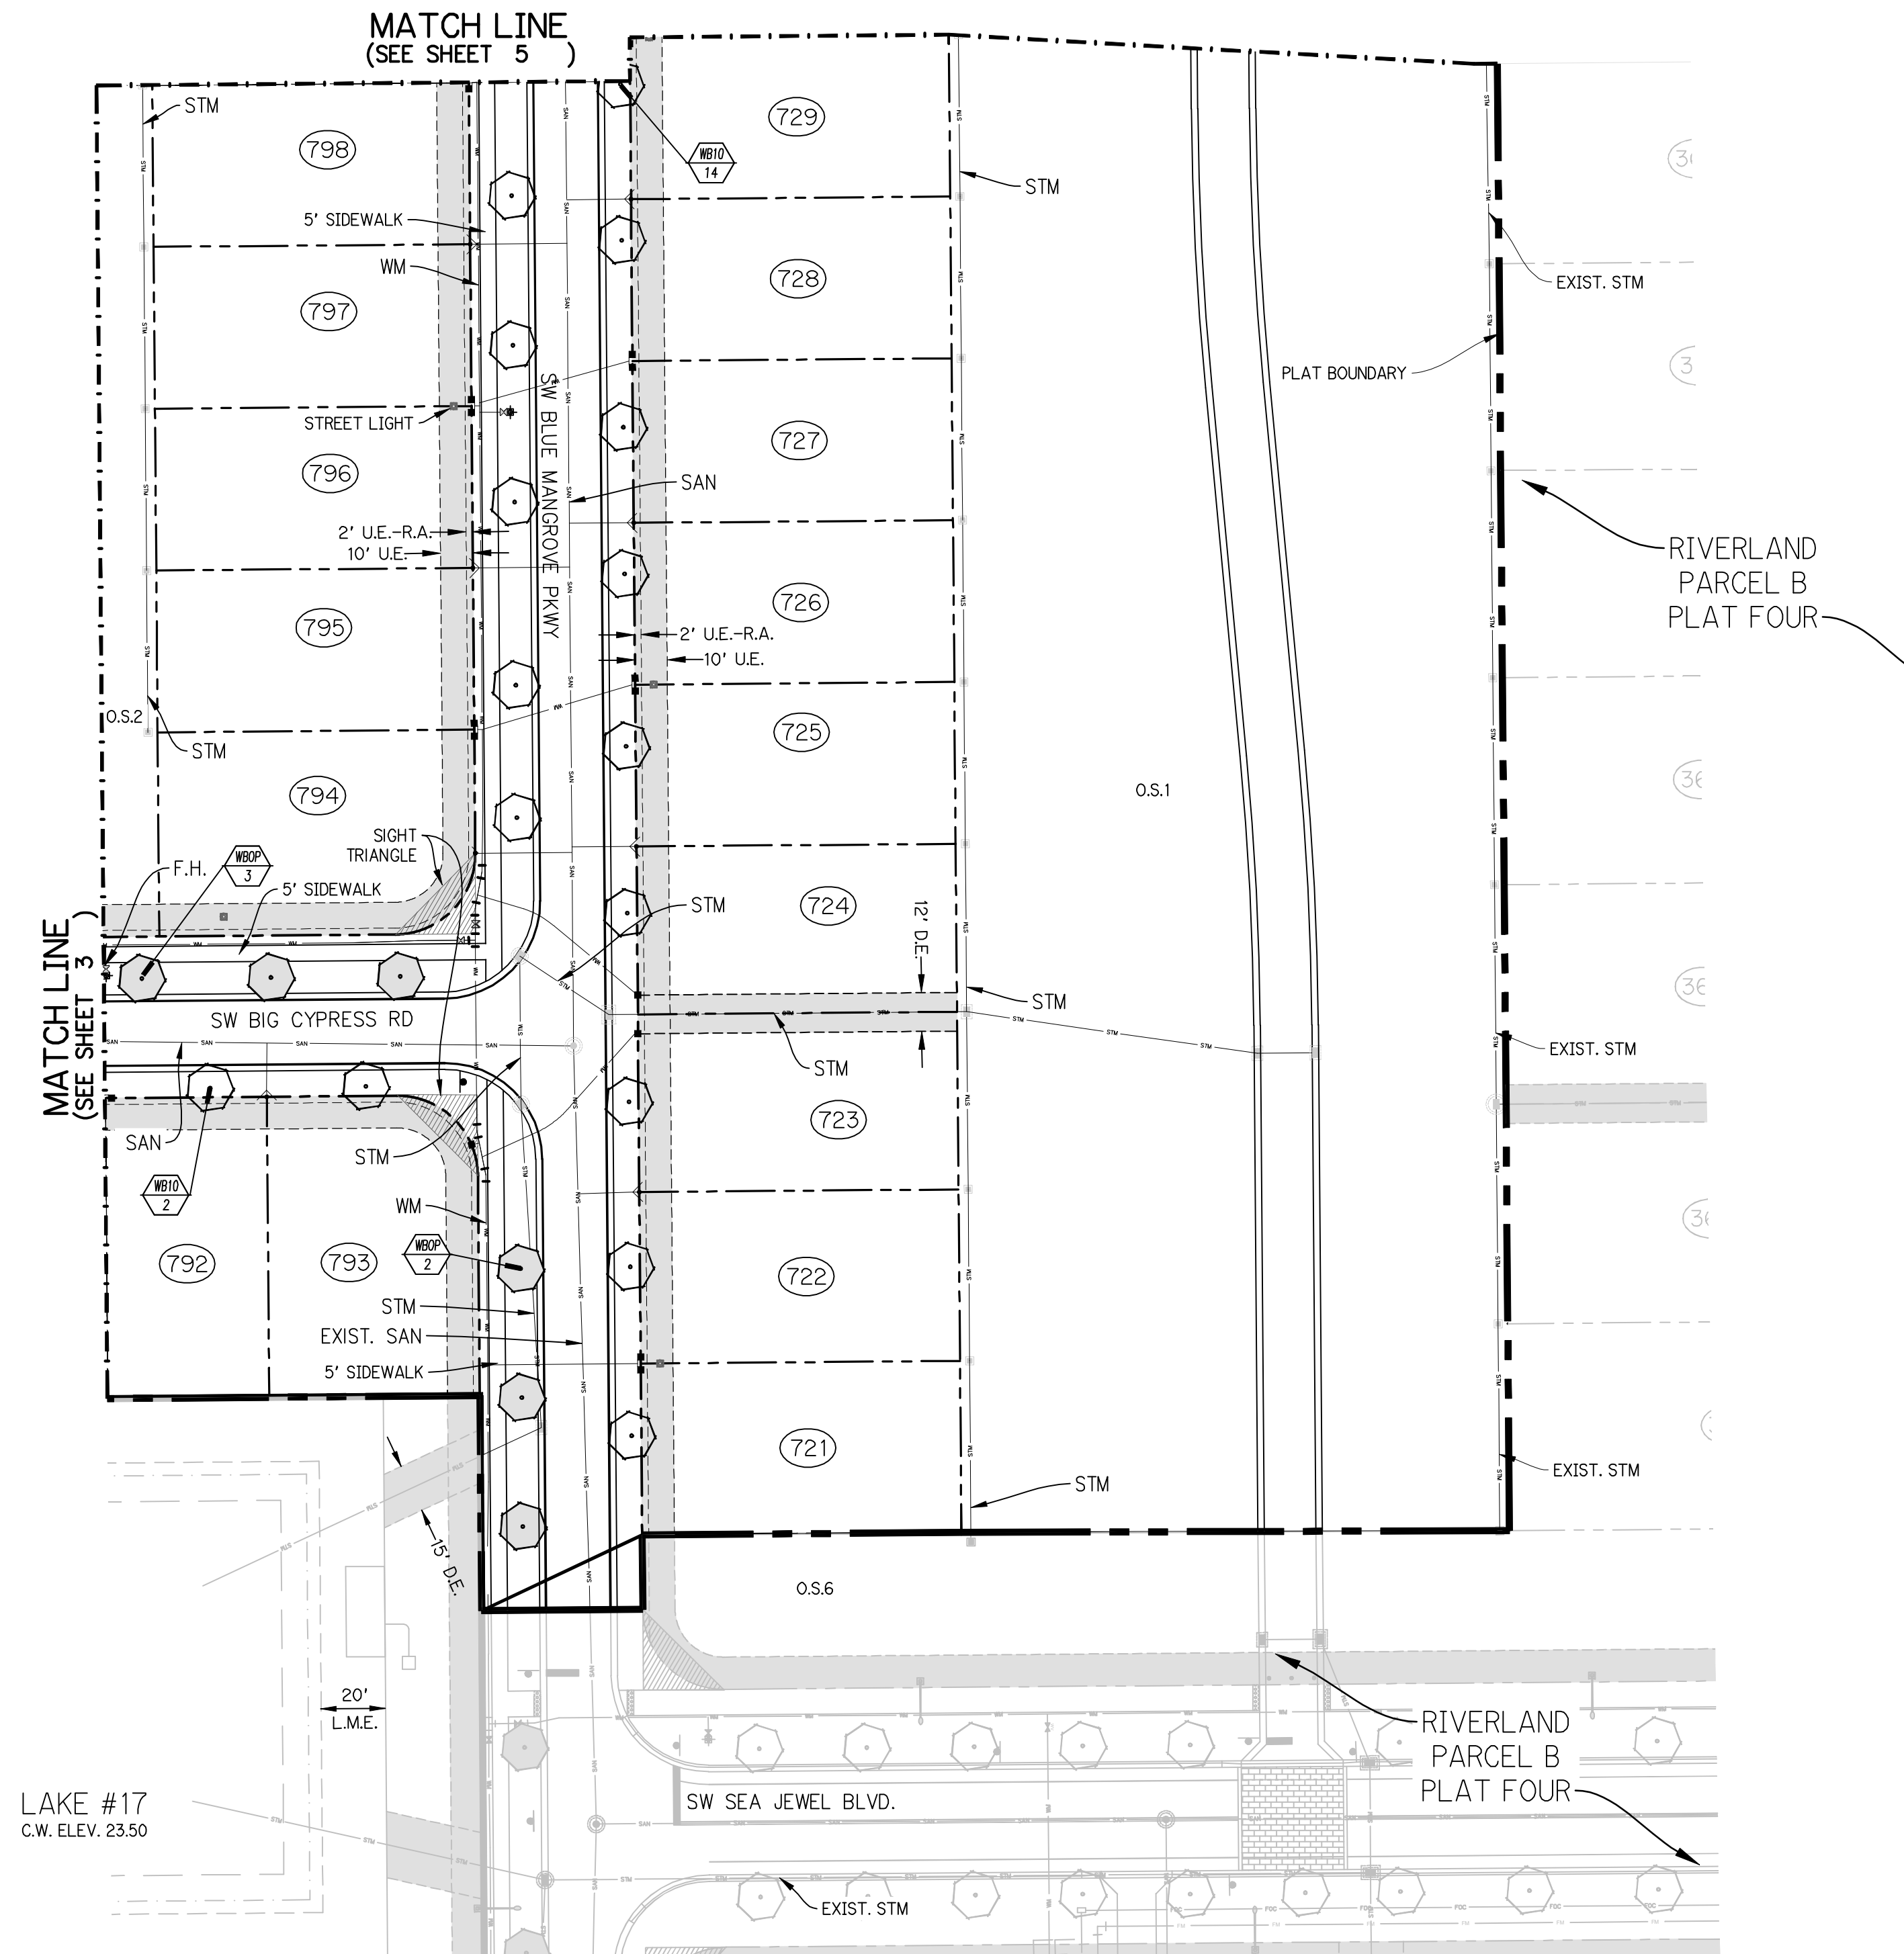 MATCH LINE
(SEE SHEET 5 )
STM
798
729
WB10
14
STM
5' SIDEWALK
WM
797
728
EXIST. STM
PLAT BOUNDARY
STREET LIGHT
727
796
SAN
SW BLUE MANGROVE PKWY
2' U.E.-R.A.
10' U.E.
RIVERLAND
PARCEL B
PLAT FOUR
795
726
2' U.E.-R.A.
10' U.E.
O.S.2
STM
725
794
O.S.1
SIGHT
TRIANGLE
F.H.
WBOP
3
5' SIDEWALK
STM
724
12' D.E.
MATCH LINE
(SEE SHEET 3 )
STM
SW BIG CYPRESS RD
EXIST. STM
STM
SAN
STM
723
WB10
2
WM
WBOP
2
792
793
722
STM
EXIST. SAN
5' SIDEWALK
721
STM
EXIST. STM
15' D.E.
O.S.6
20'
L.M.E.
RIVERLAND
PARCEL B
PLAT FOUR
LAKE #17
C.W. ELEV. 23.50
SW SEA JEWEL BLVD.
EXIST. STM